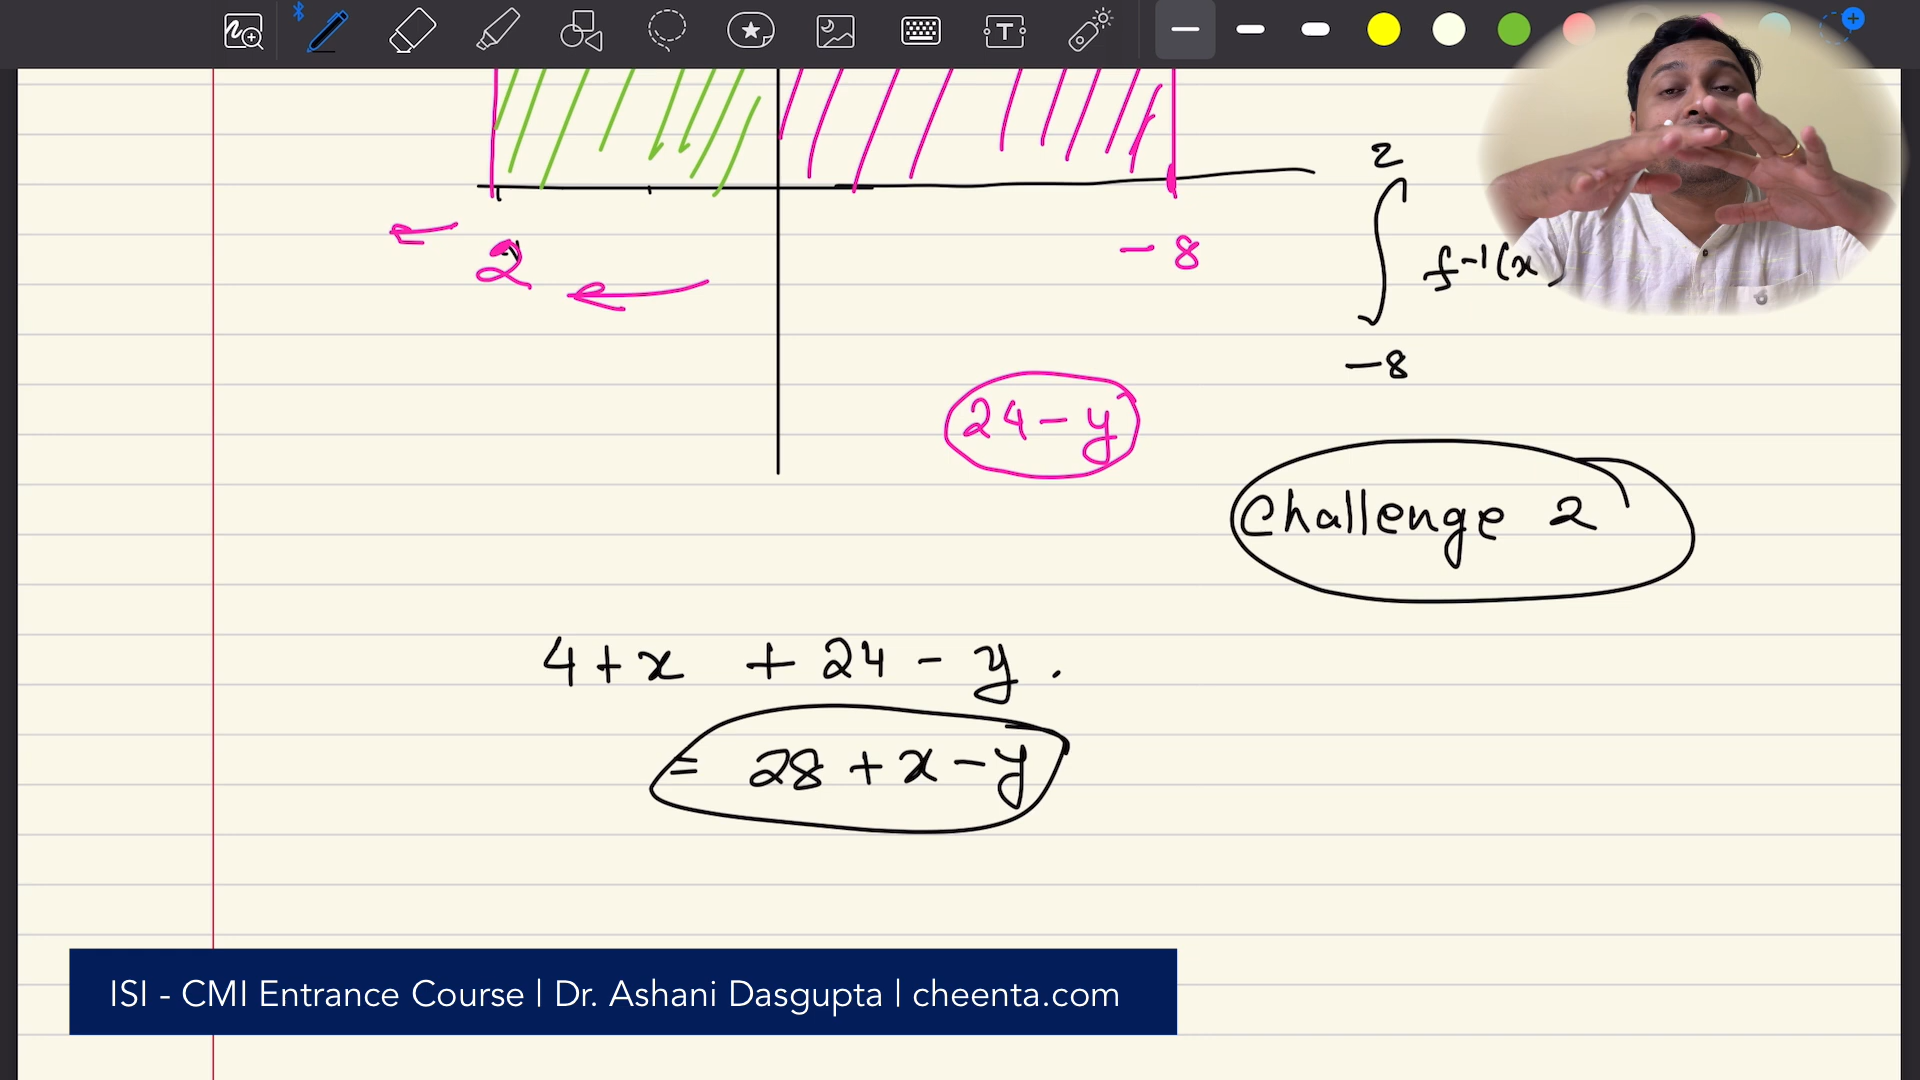 T
2
2
- 8
f⁻¹(x)
-8
24 - y
Challenge 2
4 + x + 24 - y .
= 28 + x - y
ISI - CMI Entrance Course | Dr. Ashani Dasgupta | cheenta.com